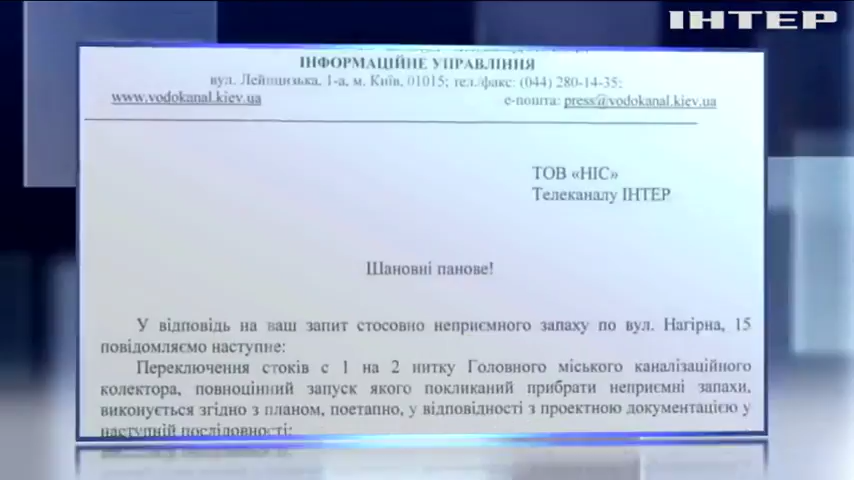 ІНТЕР
ІНФОРМАЦІЙНЕ УПРАВЛІННЯ
вул. Лейпцизька, 1-а, м. Київ, 01015; тел./факс: (044) 280-14-35;
www.vodokanal.kiev.ua е-пошта: press@vodokanal.kiev.ua
ТОВ «НІС»
Телеканалу ІНТЕР
Шановні панове!
У відповідь на ваш запит стосовно неприємного запаху по вул. Нагірна, 15
повідомляємо наступне:
Переключення стоків с 1 на 2 нитку Головного міського каналізаційного
колектора, повноцінний запуск якого покликаний прибрати неприємні запахи,
виконується згідно з планом, поетапно, у відповідності з проектною документацією у
наступній послідовності: